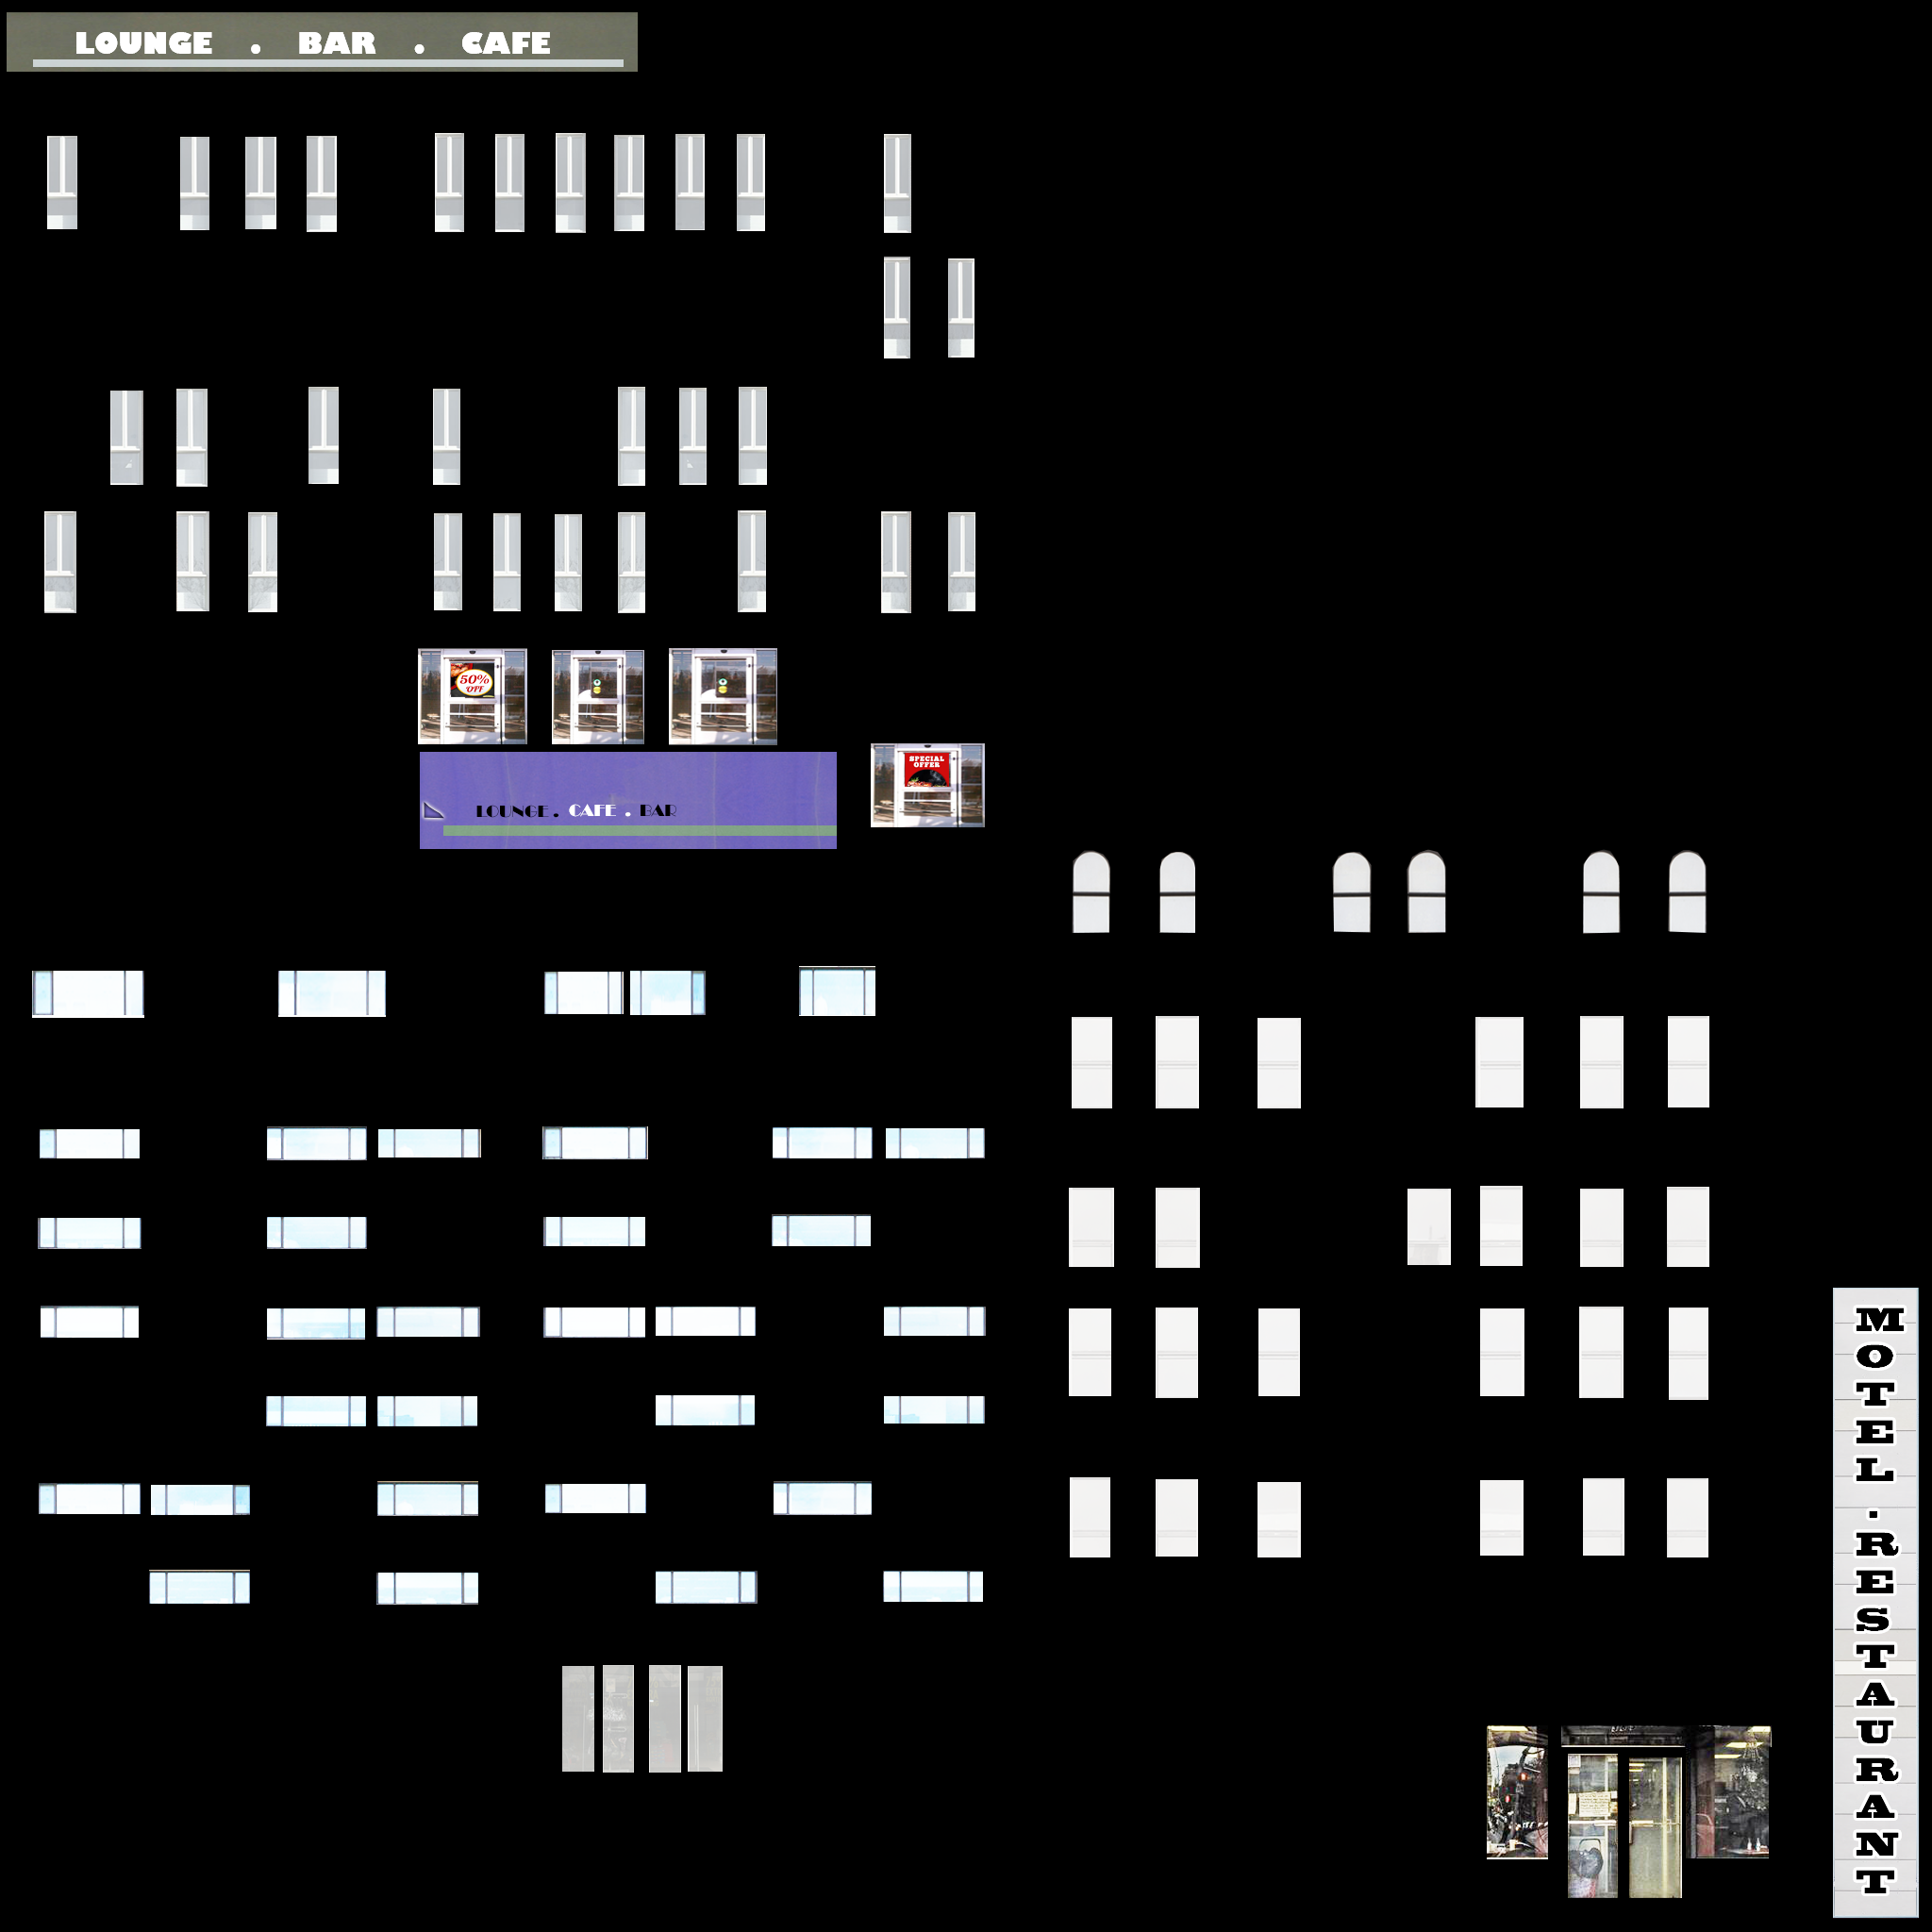 LOUNGE . BAR . CAFE
50%
OFF
SPECIAL
OFFER
LOUNGE . CAFE . BAR
MOTEL . RESTAURANT